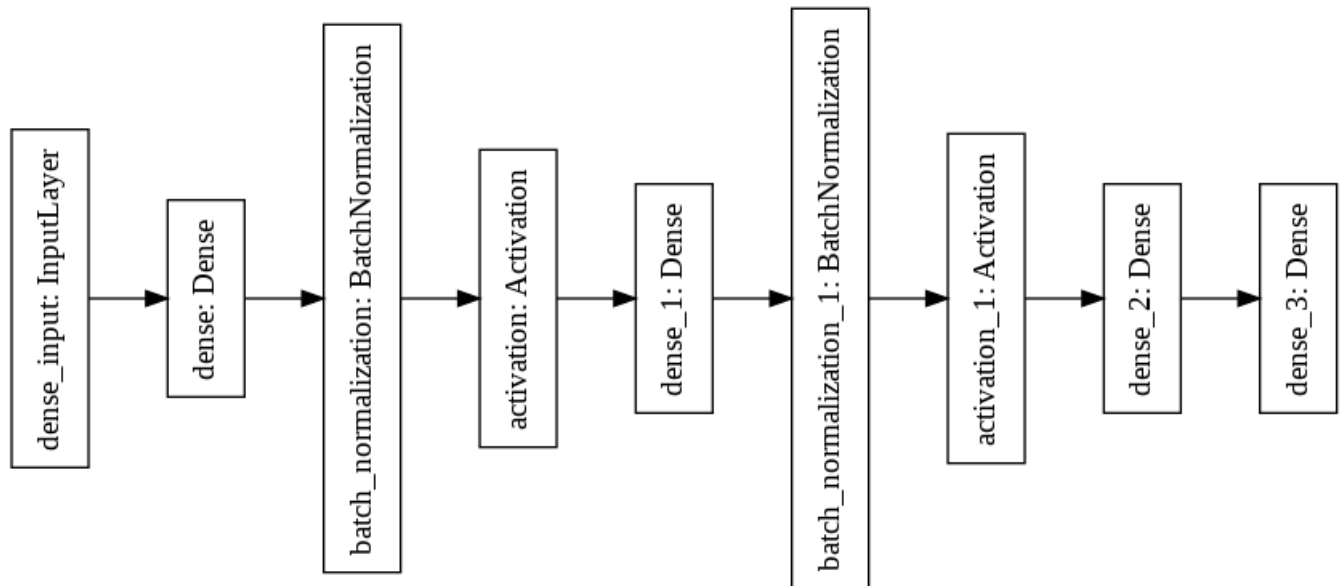 dense_input: InputLayer
dense: Dense
batch_normalization: BatchNormalization
activation: Activation
dense_1: Dense
batch_normalization_1: BatchNormalization
activation_1: Activation
dense_2: Dense
dense_3: Dense